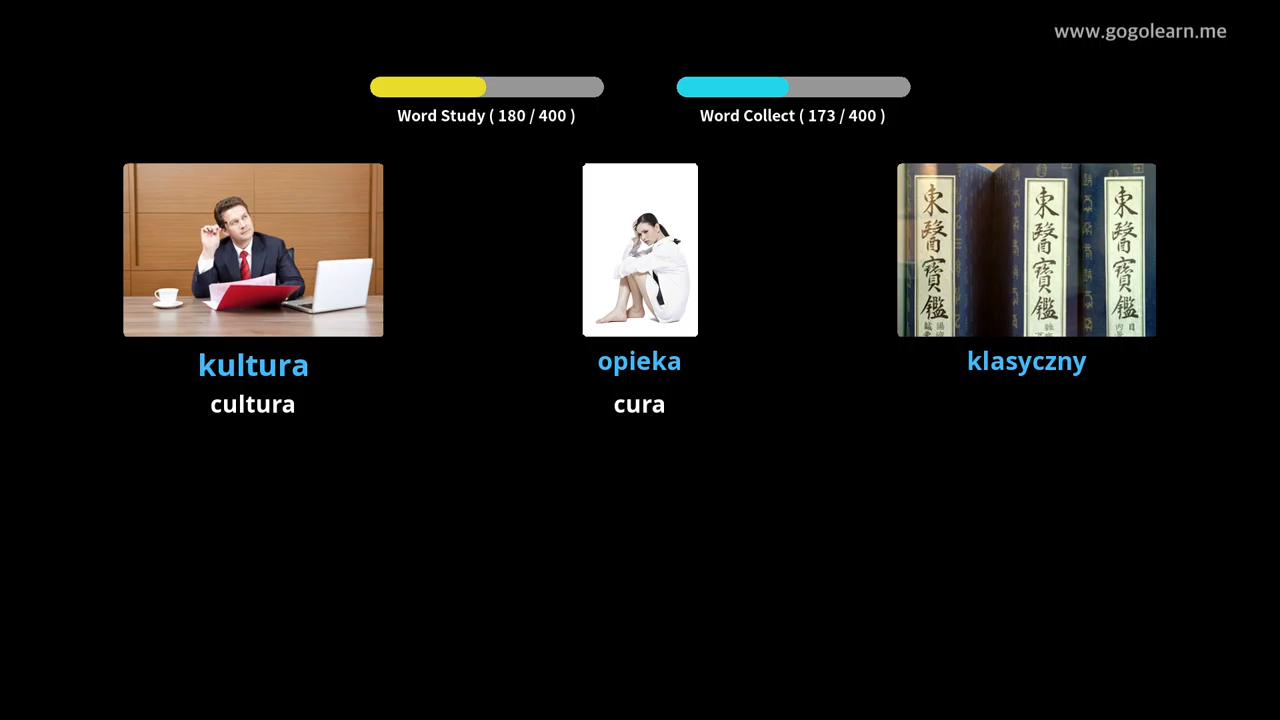 www.gogolearn.me
Word Study ( 180 / 400 )
Word Collect ( 173 / 400 )
東醫寶鑑
東醫寶鑑
東醫寶鑑
kultura
opieka
klasyczny
cultura
cura